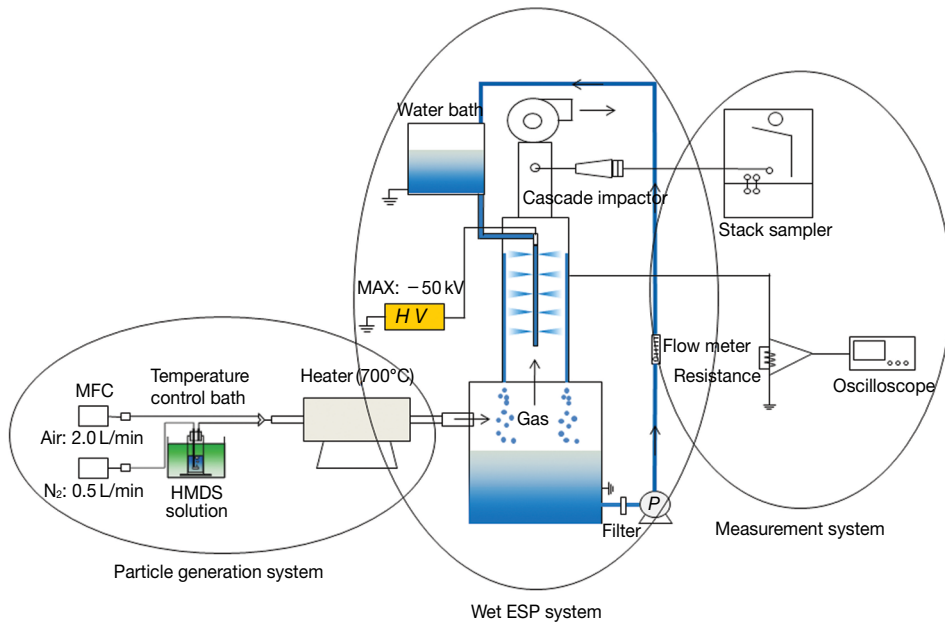 Water bath
Cascade impactor
Stack sampler
MAX: −50 kV
HV
Flow meter
Resistance
Oscilloscope
Temperature
control bath
Heater (700°C)
MFC
Air: 2.0 L/min
Gas
N₂: 0.5 L/min
HMDS
solution
P
Filter
Measurement system
Particle generation system
Wet ESP system